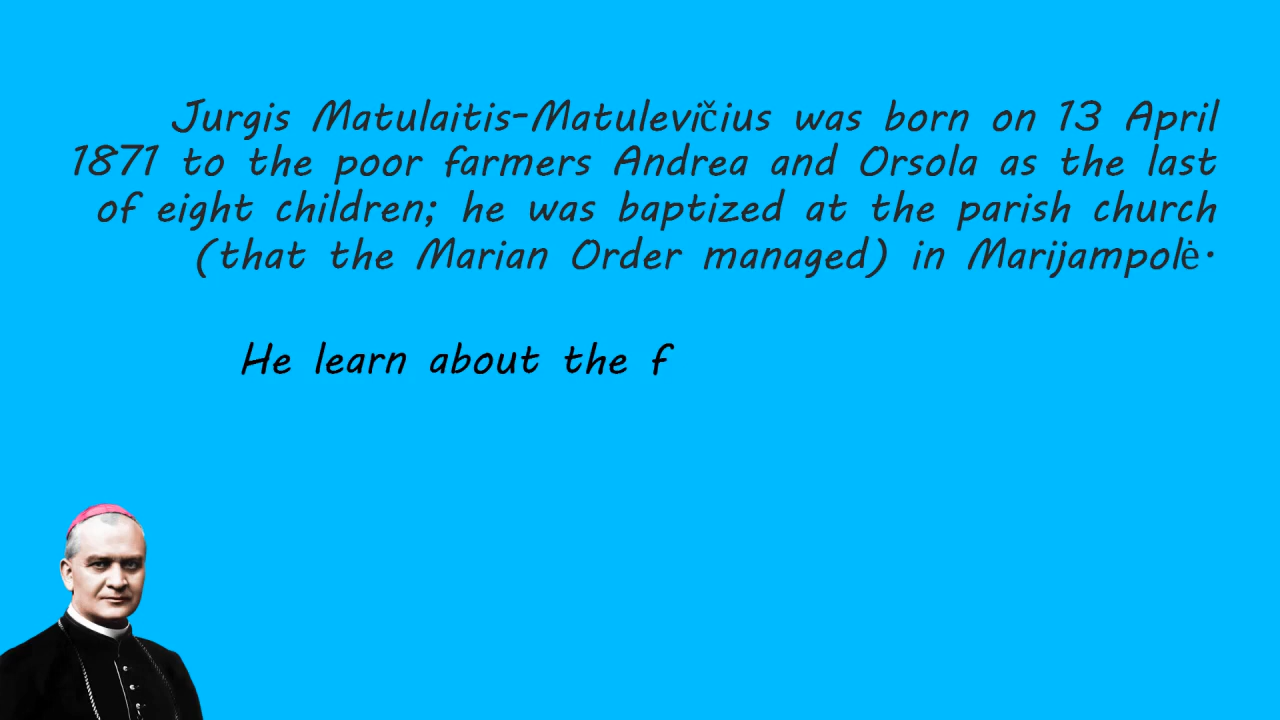 Jurgis Matulaitis-Matulevičius was born on 13 April
1871 to the poor farmers Andrea and Orsola as the last
of eight children; he was baptized at the parish church
(that the Marian Order managed) in Marijampolė.
He learn about the f